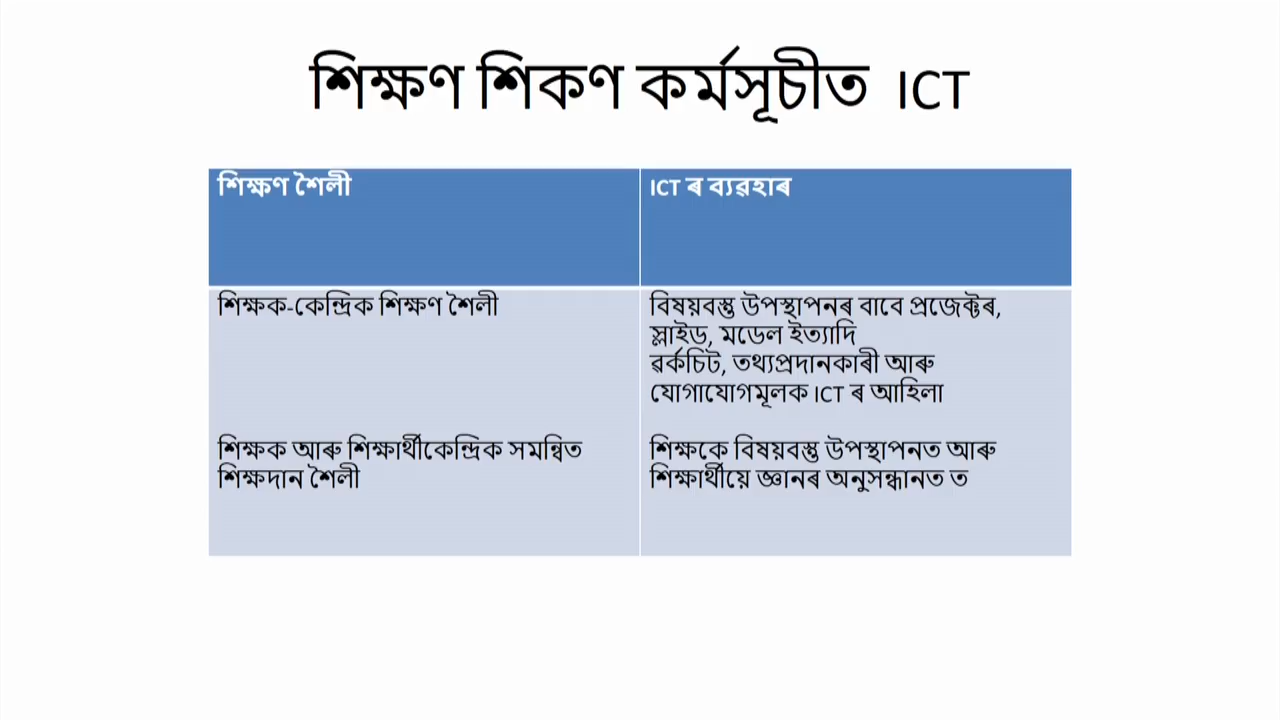 শিক্ষণ শিকণ কৰ্মসূচীত ICT
শিক্ষণ শৈলী
ICT ৰ ব্যৱহাৰ
শিক্ষক-কেন্দ্ৰিক শিক্ষণ শৈলী
বিষয়বস্তু উপস্থাপনৰ বাবে প্ৰজেক্টৰ,
স্লাইড, মডেল ইত্যাদি
ৱৰ্কচিট, তথ্যপ্ৰদানকাৰী আৰু
যোগাযোগমূলক ICT ৰ আহিলা
শিক্ষক আৰু শিক্ষাৰ্থীকেন্দ্ৰিক সমন্বিত
শিক্ষদান শৈলী
শিক্ষকে বিষয়বস্তু উপস্থাপনত আৰু
শিক্ষাৰ্থীয়ে জ্ঞানৰ অনুসন্ধানত ত